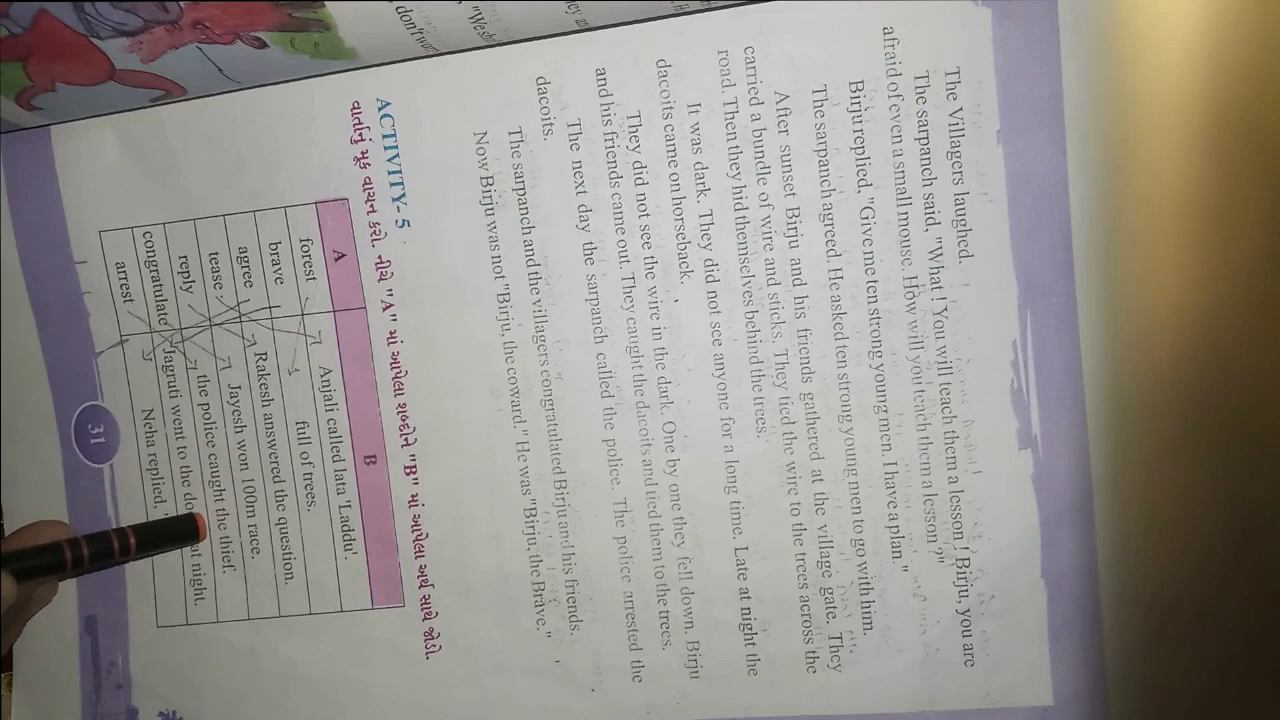 The Villagers laughed.
The sarpanch said, "What ! You will teach them a lesson ! Birju, you are
afraid of even a small mouse. How will you teach them a lesson ?"
Birju replied, "Give me ten strong young men. I have a plan."
The sarpanch agreed. He asked ten strong young men to go with him.
After sunset Birju and his friends gathered at the village gate. They
carried a bundle of wire and sticks. They tied the wire to the trees across the
road. Then they hid themselves behind the trees.
It was dark. They did not see anyone for a long time. Late at night the
dacoits came on horseback.
They did not see the wire in the dark. One by one they fell down. Birju
and his friends came out. They caught the dacoits and tied them to the trees.
The next day the sarpanch called the police. The police arrested the
dacoits.
The sarpanch and the villagers congratulated Birju and his friends.
Now Birju was not "Birju, the coward." He was "Birju, the Brave."
ACTIVITY-5
વાર્તાનું મૂક વાચન કરો. નીચે "A" માં આપેલા શબ્દોને "B" માં આપેલા અર્થ સાથે જોડો.
A B
forest Anjali called lata 'Laddu'.
brave full of trees.
agree Rakesh answered the question.
tease Jayesh won 100m race.
reply the police caught the thief.
congratulate Jagruti went to the at night.
arrest Neha replied,
31
"We
don't